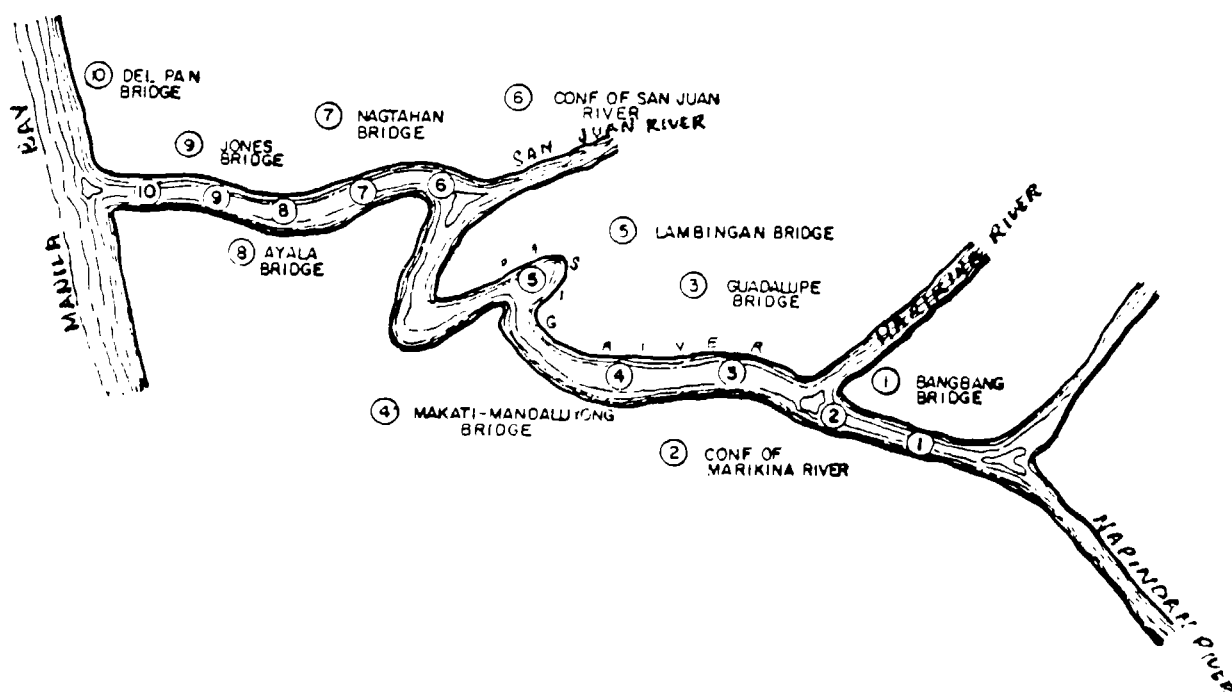 ⑩ DEL PAN
BRIDGE
⑦ NAGTAHAN
BRIDGE
⑥ CONF OF SAN JUAN
RIVER
SAN JUAN RIVER
⑨ JONES
BRIDGE
MANILA BAY
10
9
8
7
6
⑧ AYALA
BRIDGE
⑤ LAMBINGAN BRIDGE
③ GUADALUPE
BRIDGE
MARIKINA RIVER
5
PASIG RIVER
4
3
2
1
① BANGBANG
BRIDGE
④ MAKATI-MANDALUYONG
BRIDGE
② CONF OF
MARIKINA RIVER
NAPINDAN RIVER